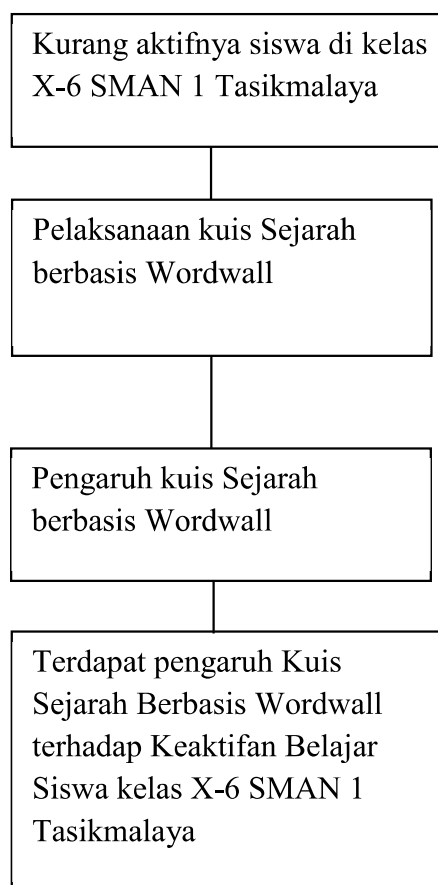 Kurang aktifnya siswa di kelas
X-6 SMAN 1 Tasikmalaya
Pelaksanaan kuis Sejarah
berbasis Wordwall
Pengaruh kuis Sejarah
berbasis Wordwall
Terdapat pengaruh Kuis
Sejarah Berbasis Wordwall
terhadap Keaktifan Belajar
Siswa kelas X-6 SMAN 1
Tasikmalaya